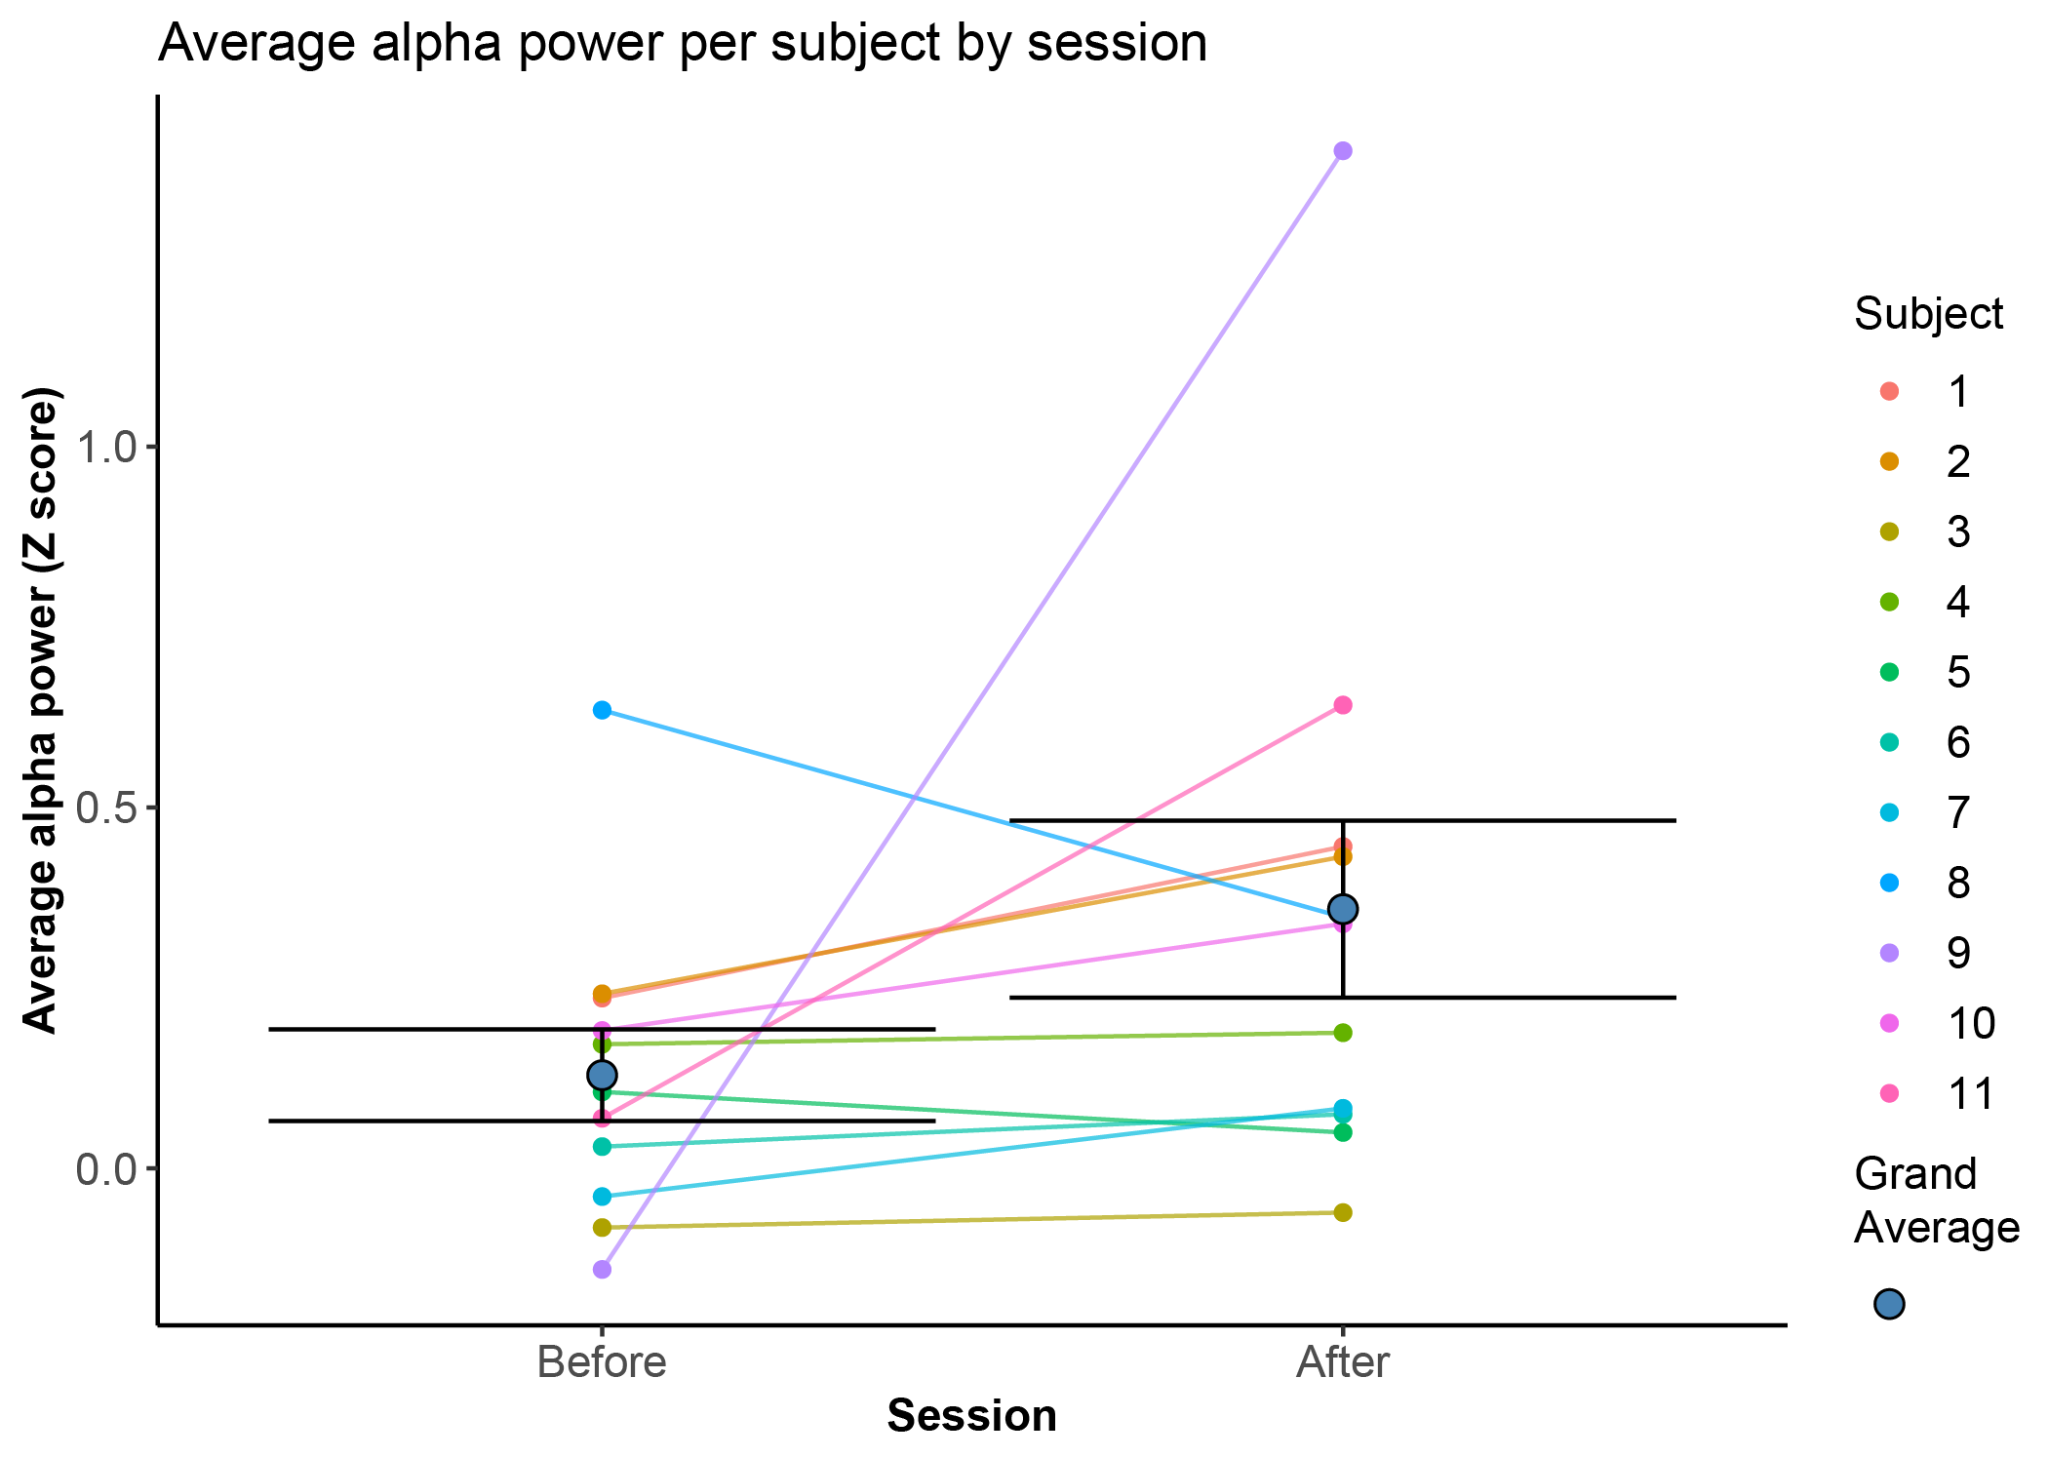 Average alpha power per subject by session
Average alpha power (Z score)
1.0
0.5
0.0
Before
After
Session
Subject
1
2
3
4
5
6
7
8
9
10
11
Grand
Average